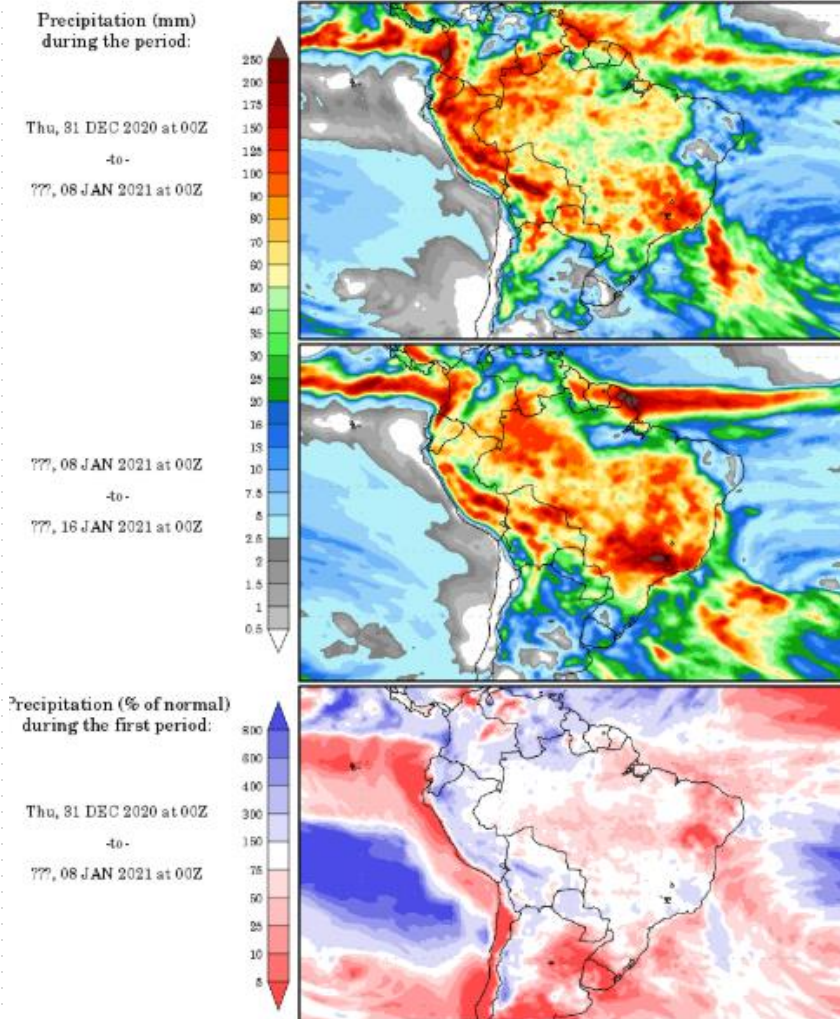 Precipitation (mm)
during the period:
Thu, 31 DEC 2020 at 00Z
-to-
???, 08 JAN 2021 at 00Z
250
200
175
150
125
100
90
80
70
60
50
40
35
30
25
20
16
13
10
7.5
5
2.5
2
1.5
1
0.5
???, 08 JAN 2021 at 00Z
-to-
???, 16 JAN 2021 at 00Z
Precipitation (% of normal)
during the first period:
Thu, 31 DEC 2020 at 00Z
-to-
???, 08 JAN 2021 at 00Z
800
600
400
300
150
75
50
25
10
5